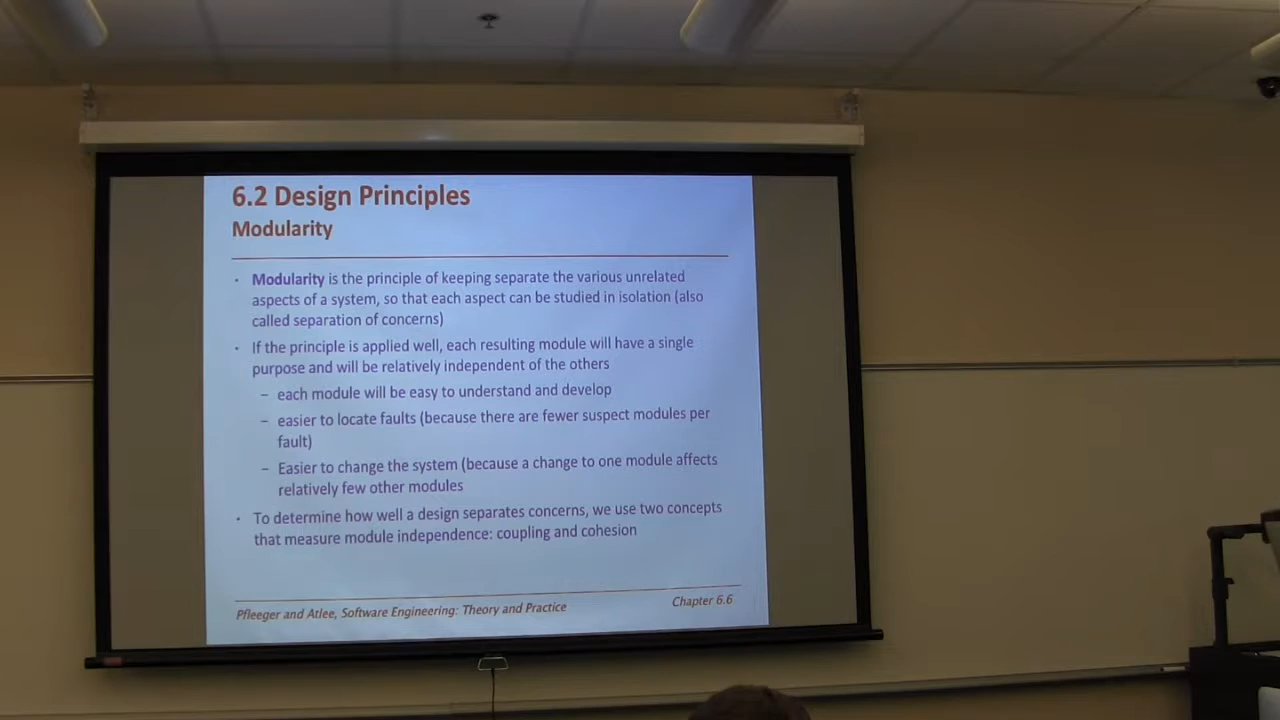 6.2 Design Principles
Modularity
· Modularity is the principle of keeping separate the various unrelated
aspects of a system, so that each aspect can be studied in isolation (also
called separation of concerns)
· If the principle is applied well, each resulting module will have a single
purpose and will be relatively independent of the others
– each module will be easy to understand and develop
– easier to locate faults (because there are fewer suspect modules per
fault)
– Easier to change the system (because a change to one module affects
relatively few other modules
· To determine how well a design separates concerns, we use two concepts
that measure module independence: coupling and cohesion
Pfleeger and Atlee, Software Engineering: Theory and Practice
Chapter 6.6